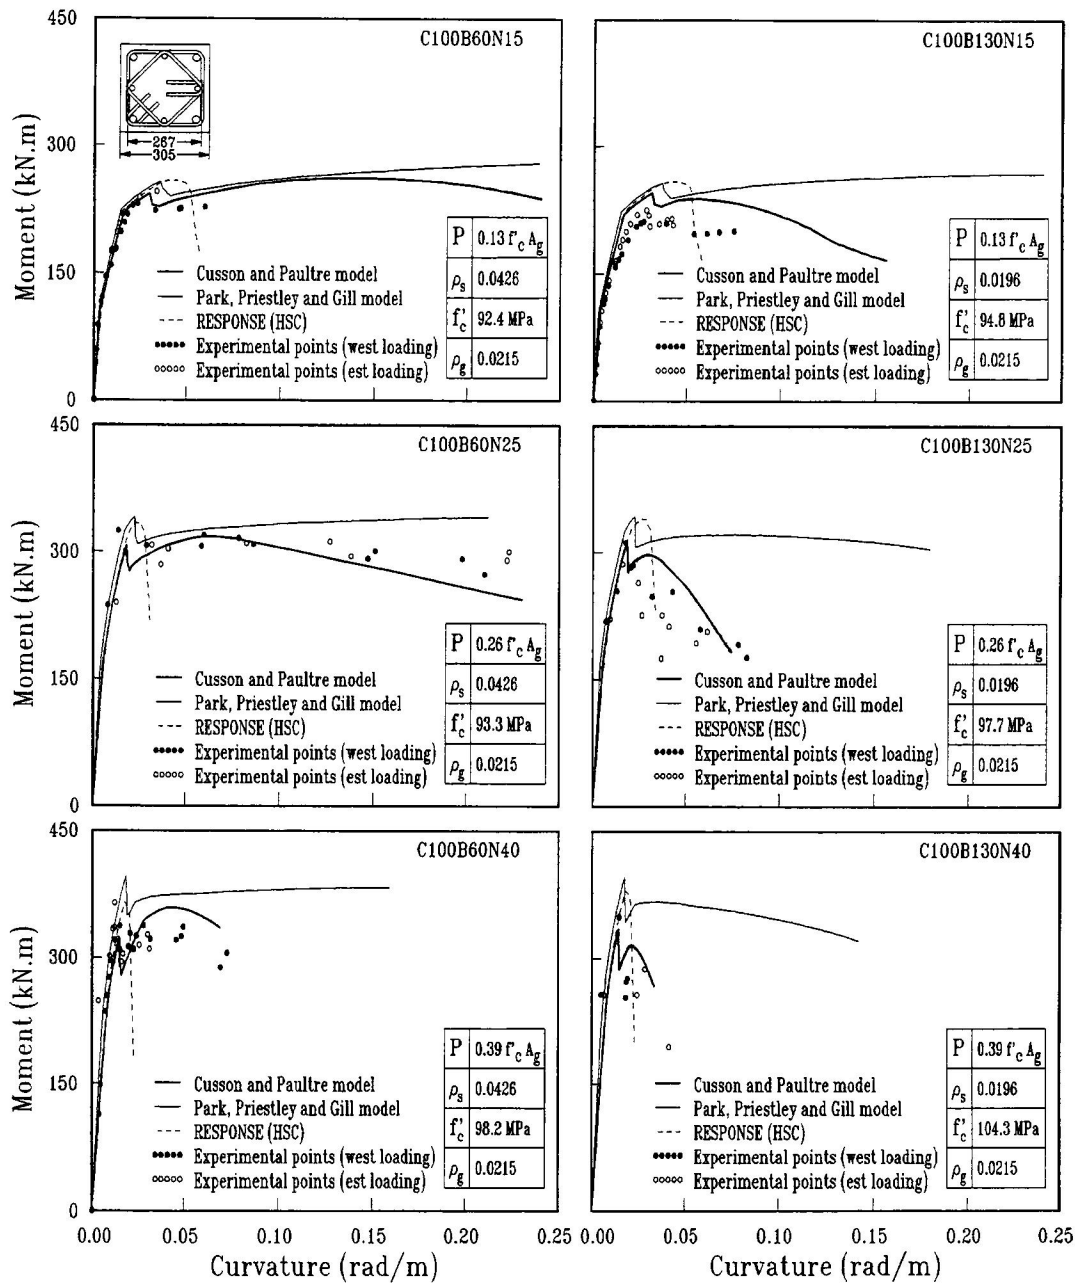 Moment (kN.m)
450
300
150
0
C100B60N15
267
305
Cusson and Paultre model
Park, Priestley and Gill model
RESPONSE (HSC)
Experimental points (west loading)
Experimental points (est loading)
P 0.13 f'c Ag
ρs 0.0426
f'c 92.4 MPa
ρg 0.0215
C100B130N15
Cusson and Paultre model
Park, Priestley and Gill model
RESPONSE (HSC)
Experimental points (west loading)
Experimental points (est loading)
P 0.13 f'c Ag
ρs 0.0196
f'c 94.8 MPa
ρg 0.0215
Moment (kN.m)
450
300
150
0
C100B60N25
Cusson and Paultre model
Park, Priestley and Gill model
RESPONSE (HSC)
Experimental points (west loading)
Experimental points (est loading)
P 0.26 f'c Ag
ρs 0.0426
f'c 93.3 MPa
ρg 0.0215
C100B130N25
Cusson and Paultre model
Park, Priestley and Gill model
RESPONSE (HSC)
Experimental points (west loading)
Experimental points (est loading)
P 0.26 f'c Ag
ρs 0.0196
f'c 97.7 MPa
ρg 0.0215
Moment (kN.m)
450
300
150
0
C100B60N40
Cusson and Paultre model
Park, Priestley and Gill model
RESPONSE (HSC)
Experimental points (west loading)
Experimental points (est loading)
P 0.39 f'c Ag
ρs 0.0426
f'c 98.2 MPa
ρg 0.0215
0.00 0.05 0.10 0.15 0.20 0.25
Curvature (rad/m)
C100B130N40
Cusson and Paultre model
Park, Priestley and Gill model
RESPONSE (HSC)
Experimental points (west loading)
Experimental points (est loading)
P 0.39 f'c Ag
ρs 0.0196
f'c 104.3 MPa
ρg 0.0215
0.00 0.05 0.10 0.15 0.20 0.25
Curvature (rad/m)